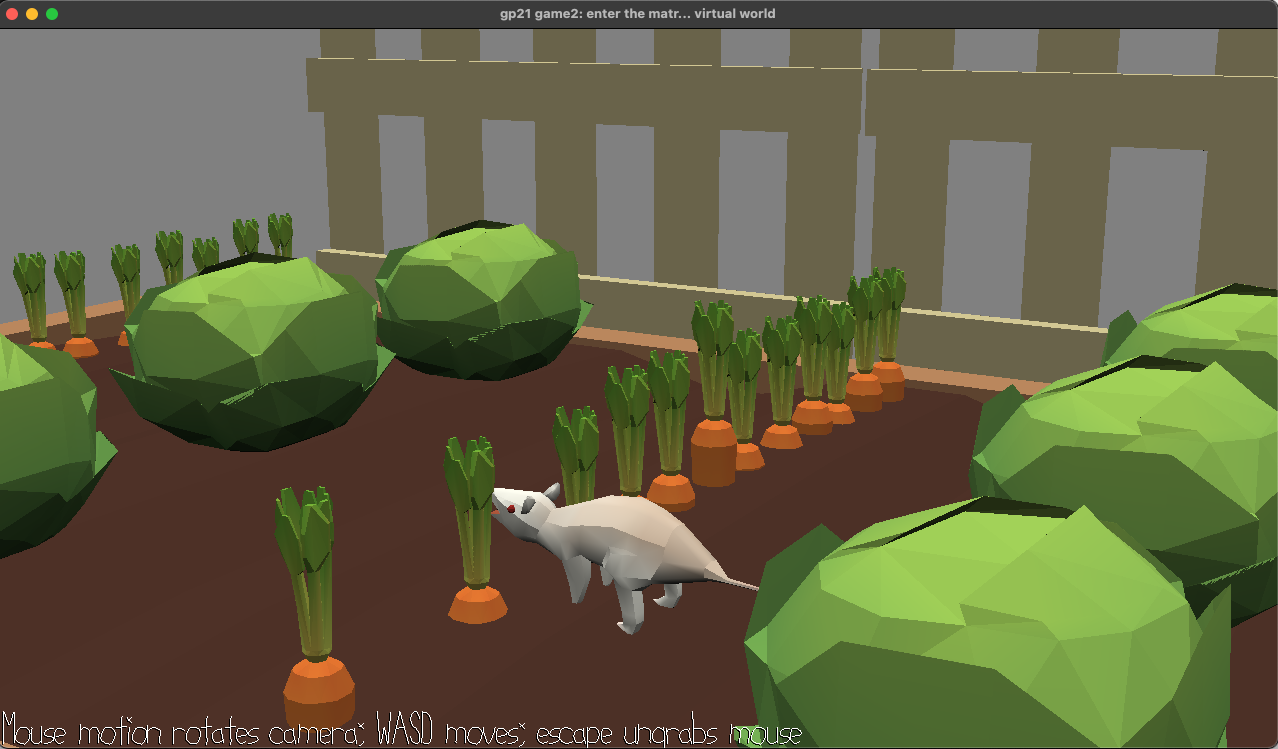 gp21 game2: enter the matr... virtual world
Mouse motion rotates camera; WASD moves; escape ungrabs mouse